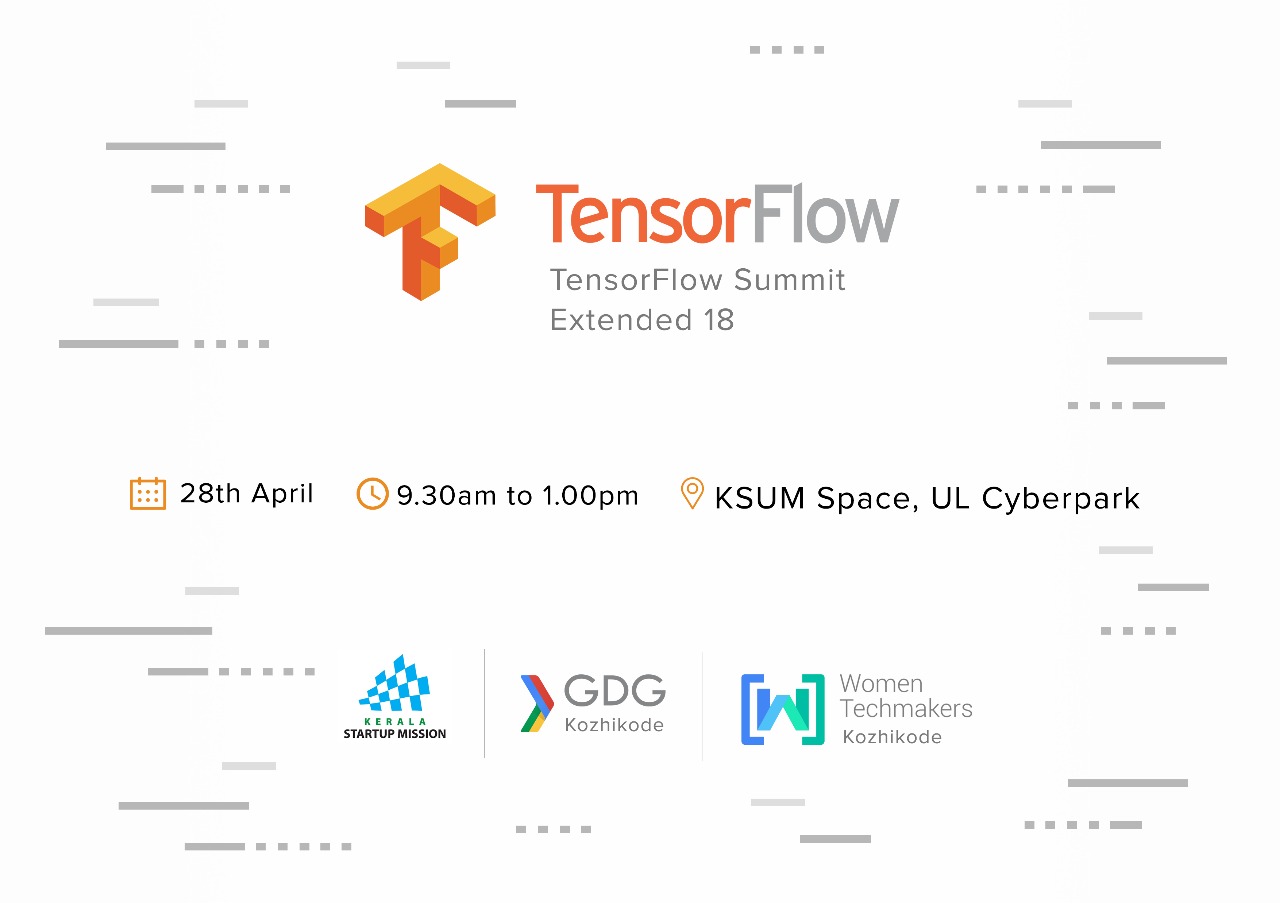 TensorFlow
TensorFlow Summit
Extended 18
28th April
9.30am to 1.00pm
KSUM Space, UL Cyberpark
KERALA
STARTUP MISSION
GDG
Kozhikode
Women
Techmakers
Kozhikode